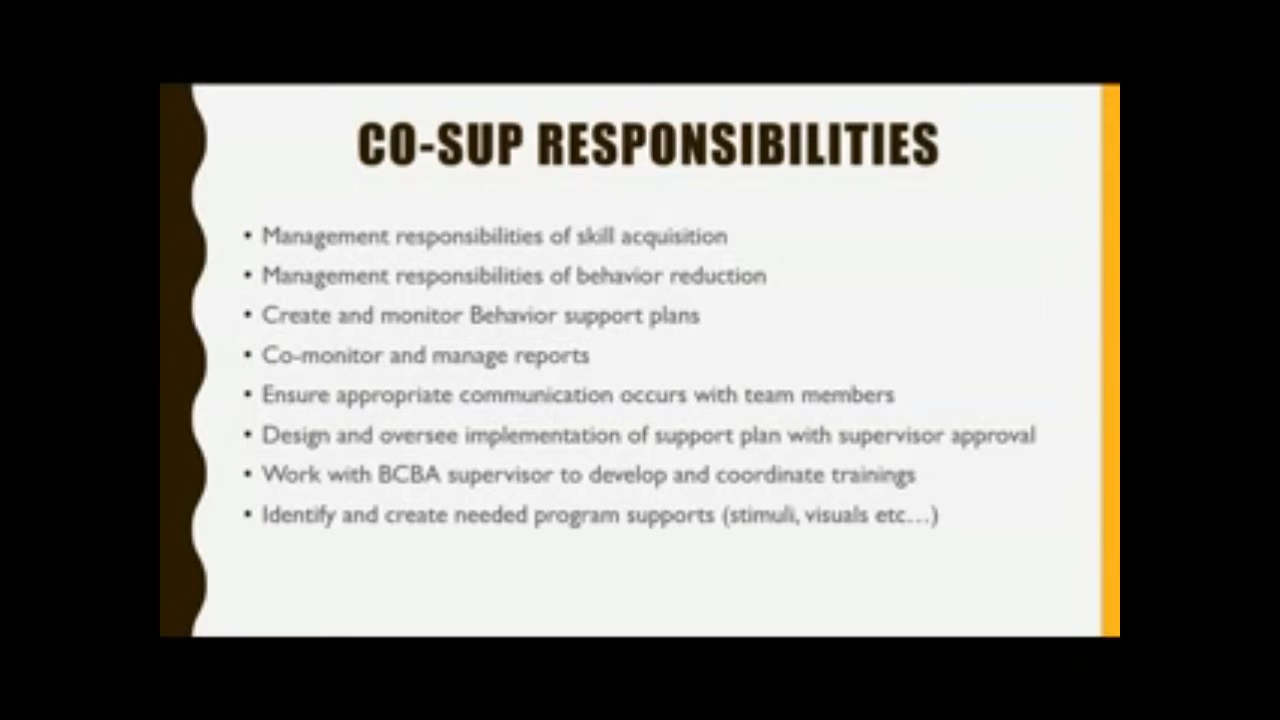 CO-SUP RESPONSIBILITIES
• Management responsibilities of skill acquisition
• Management responsibilities of behavior reduction
• Create and monitor Behavior support plans
• Co-monitor and manage reports
• Ensure appropriate communication occurs with team members
• Design and oversee implementation of support plan with supervisor approval
• Work with BCBA supervisor to develop and coordinate trainings
• Identify and create needed program supports (stimuli, visuals etc...)